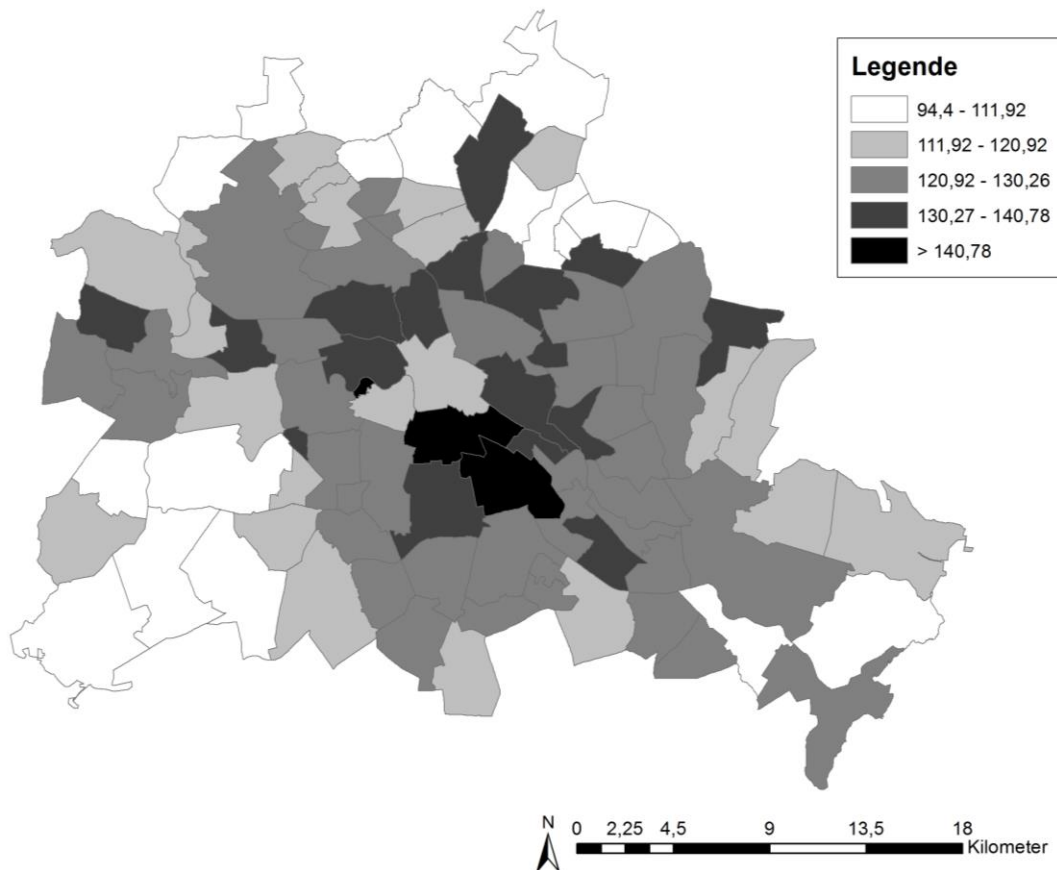 Legende
94,4 - 111,92
111,92 - 120,92
120,92 - 130,26
130,27 - 140,78
> 140,78
N
0 2,25 4,5 9 13,5 18
Kilometer